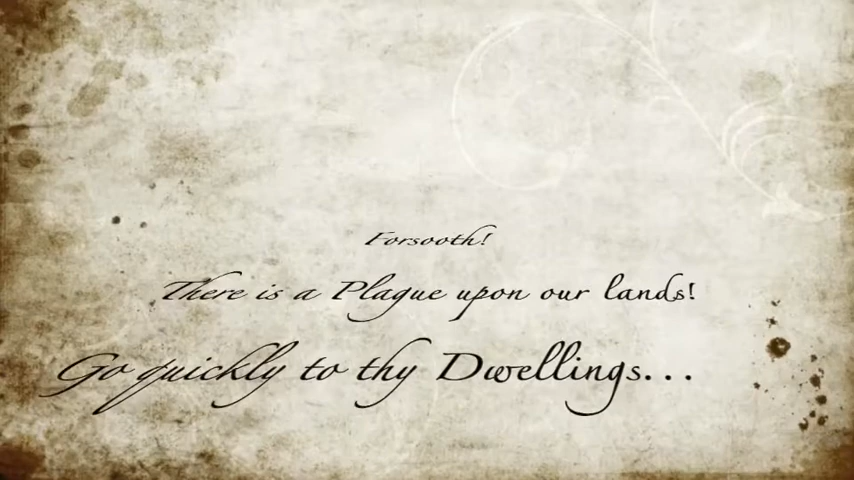 Forsooth!
There is a Plague upon our lands!
Go quickly to thy Dwellings...